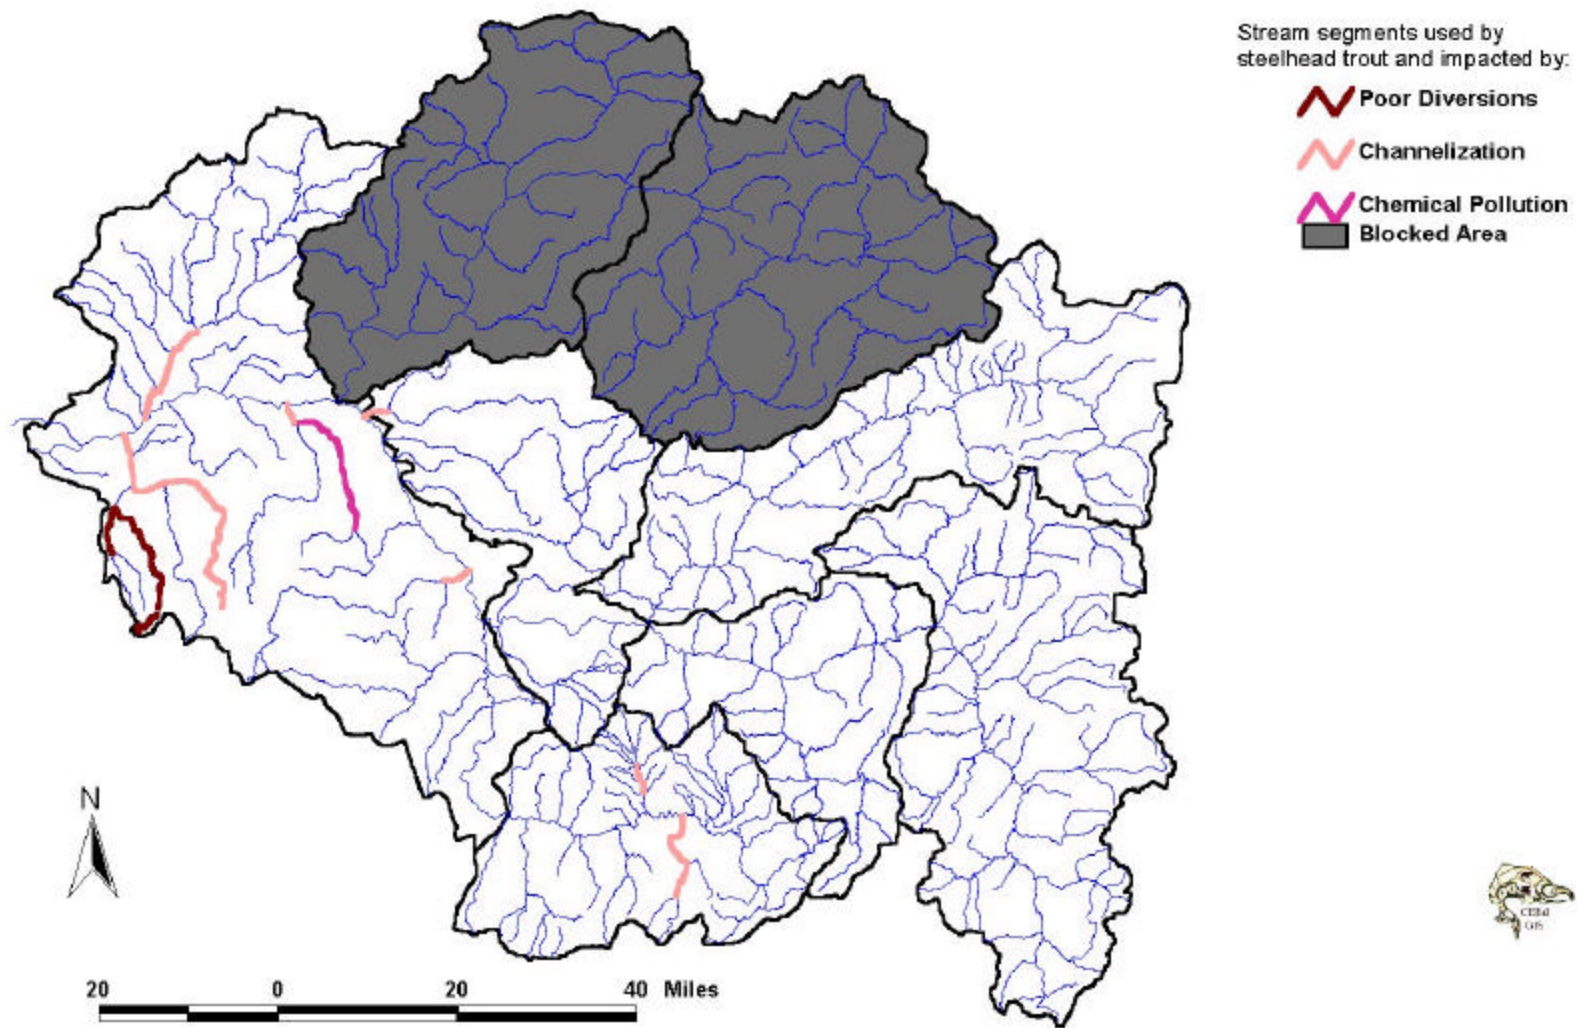 Stream segments used by
steelhead trout and impacted by:
Poor Diversions
Channelization
Chemical Pollution
Blocked Area
N
20 0 20 40 Miles